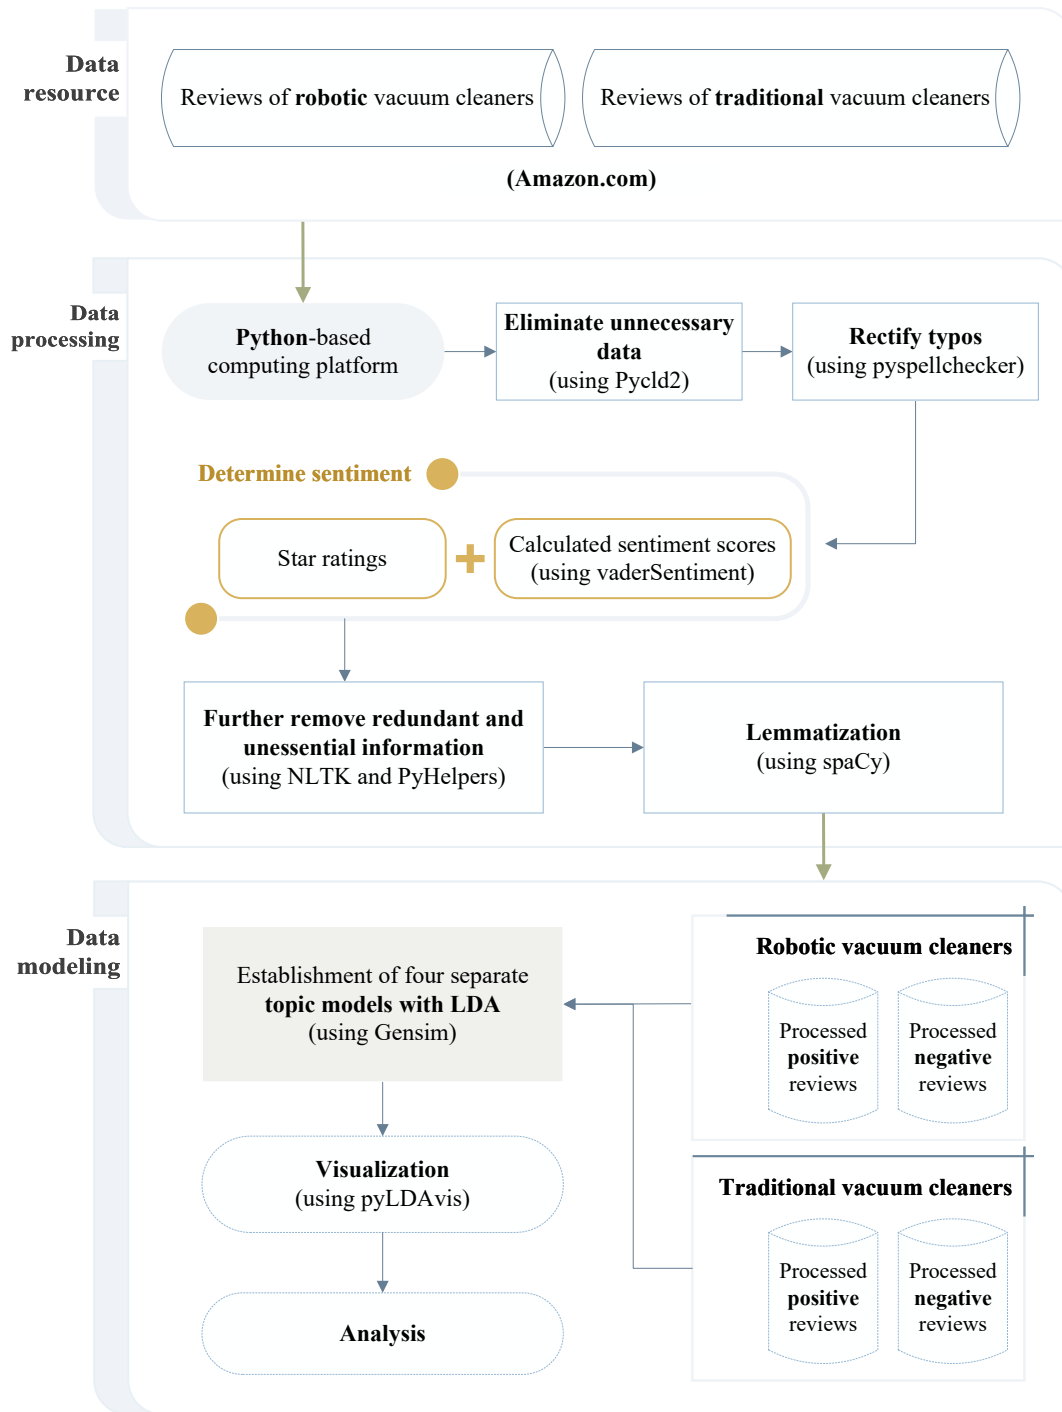 Data
resource
Reviews of robotic vacuum cleaners
Reviews of traditional vacuum cleaners
(Amazon.com)
Data
processing
Python-based
computing platform
Eliminate unnecessary
data
(using Pycld2)
Rectify typos
(using pyspellchecker)
Determine sentiment
Star ratings
Calculated sentiment scores
(using vaderSentiment)
Further remove redundant and
unessential information
(using NLTK and PyHelpers)
Lemmatization
(using spaCy)
Data
modeling
Establishment of four separate
topic models with LDA
(using Gensim)
Visualization
(using pyLDAvis)
Analysis
Robotic vacuum cleaners
Processed
positive
reviews
Processed
negative
reviews
Traditional vacuum cleaners
Processed
positive
reviews
Processed
negative
reviews